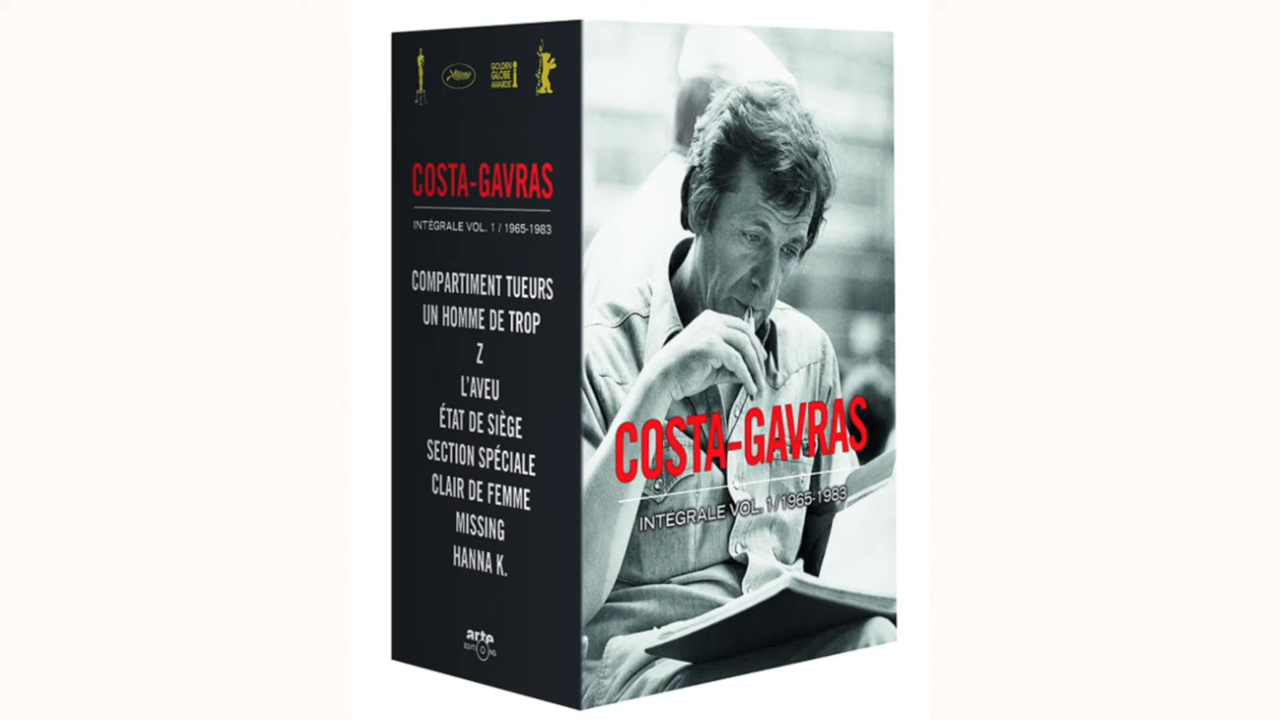 GOLDEN
GLOBE
AWARDS
COSTA-GAVRAS
INTÉGRALE VOL. 1 / 1965-1983
COMPARTIMENT TUEURS
UN HOMME DE TROP
Z
L'AVEU
ÉTAT DE SIÈGE
SECTION SPÉCIALE
CLAIR DE FEMME
MISSING
HANNA K.
arte
EDITIONS
COSTA-GAVRAS
INTÉGRALE VOL. 1 / 1965-1983